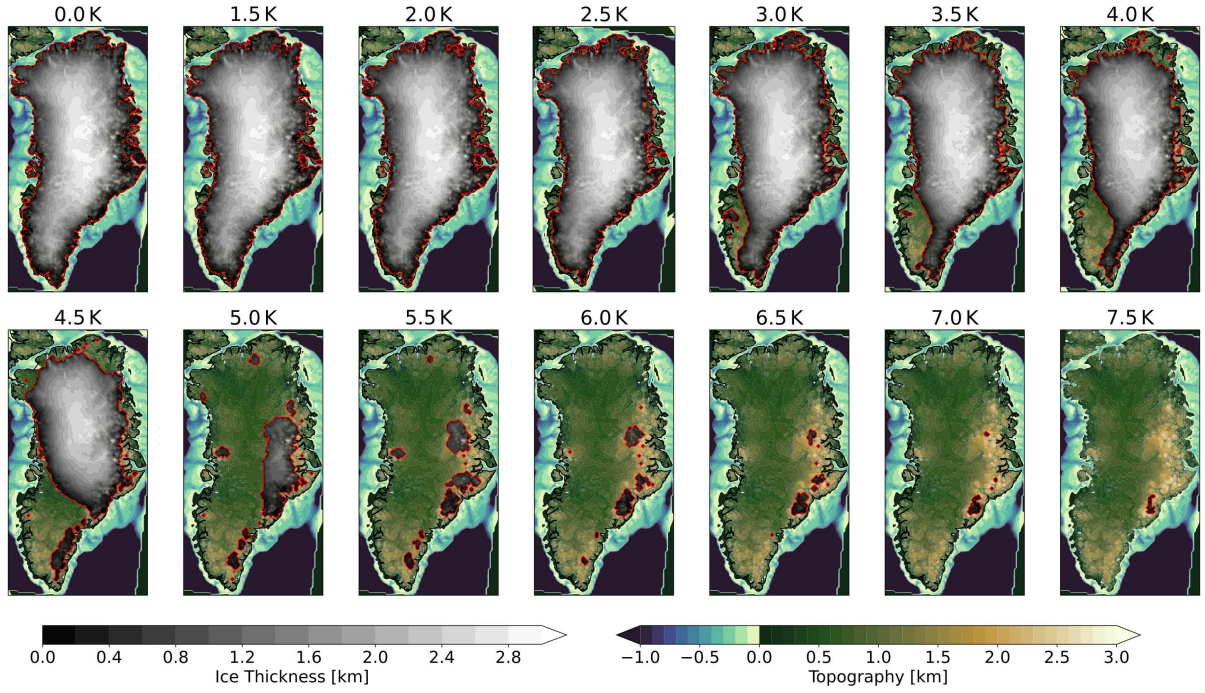 0.0 K 1.5 K 2.0 K 2.5 K 3.0 K 3.5 K 4.0 K
4.5 K 5.0 K 5.5 K 6.0 K 6.5 K 7.0 K 7.5 K
0.0 0.4 0.8 1.2 1.6 2.0 2.4 2.8
Ice Thickness [km]
−1.0 −0.5 0.0 0.5 1.0 1.5 2.0 2.5 3.0
Topography [km]